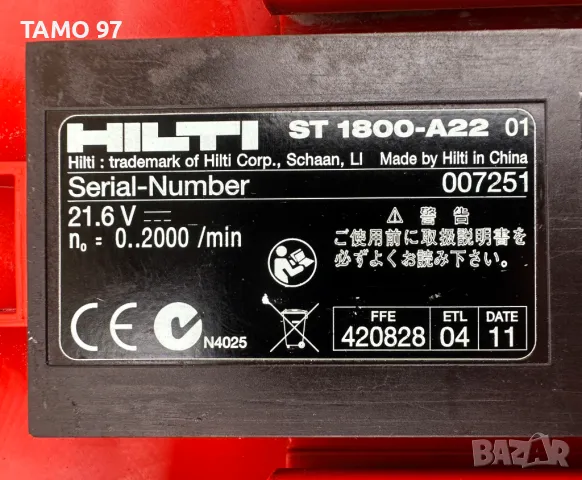 TAMO 97
HILTI ST 1800-A22 01
Hilti : trademark of Hilti Corp., Schaan, LI Made by Hilti in China
Serial-Number 007251
21.6 V
n₀ = 0..2000 /min
⚠ 警告
ご使用前に取扱説明書を
必ずよくお読み下さい。
CE N4025
FFE ETL DATE
420828 04 11
BAZAR